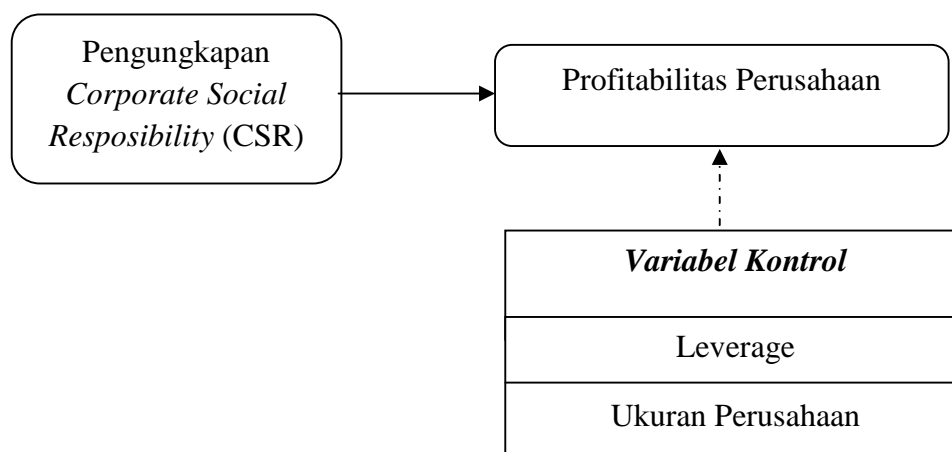 Pengungkapan
Corporate Social
Resposibility (CSR)
Profitabilitas Perusahaan
Variabel Kontrol
Leverage
Ukuran Perusahaan